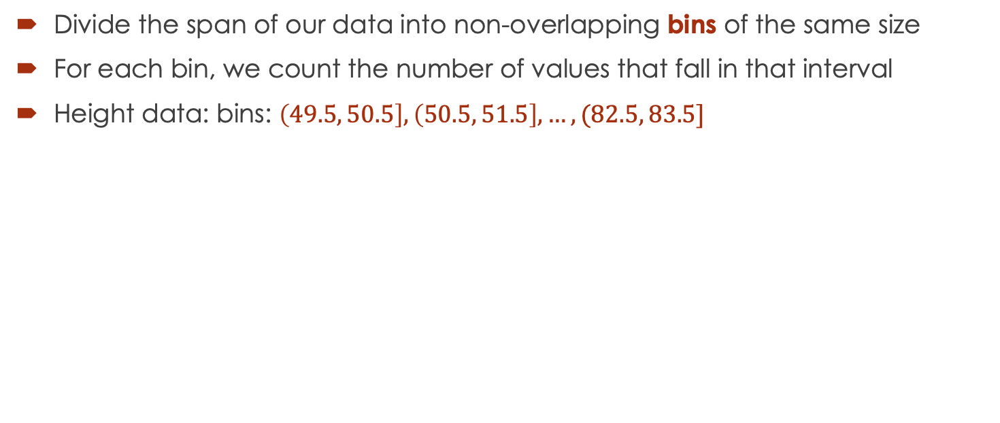 Divide the span of our data into non-overlapping bins of the same size
For each bin, we count the number of values that fall in that interval
Height data: bins: (49.5, 50.5], (50.5, 51.5], … , (82.5, 83.5]